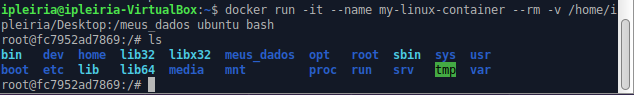 ipleiria@ipleiria-VirtualBox:~$ docker run -it --name my-linux-container --rm -v /home/i
pleiria/Desktop:/meus_dados ubuntu bash
root@fc7952ad7869:/# ls
bin dev home lib32 libx32 meus_dados opt root sbin sys usr
boot etc lib lib64 media mnt proc run srv tmp var
root@fc7952ad7869:/#